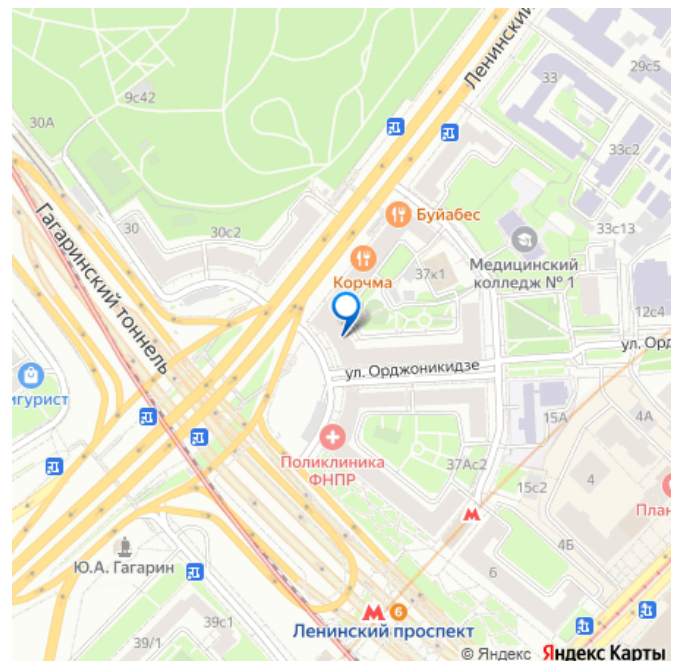 Ленинский
29с5
33
9с42
30А
33с2
Гагаринский тоннель
30
30с2
Буйабес
33с13
Корчма
37к1
Медицинский
колледж № 1
12с4
ул. Орджоникидзе
ул. Орд
игурист
15А
4А
Поликлиника
ФНПР
37Ас2
15с2
4
План
4Б
Ю.А. Гагарин
6
39с1
6
39/1
Ленинский проспект
© Яндекс Яндекс Карты